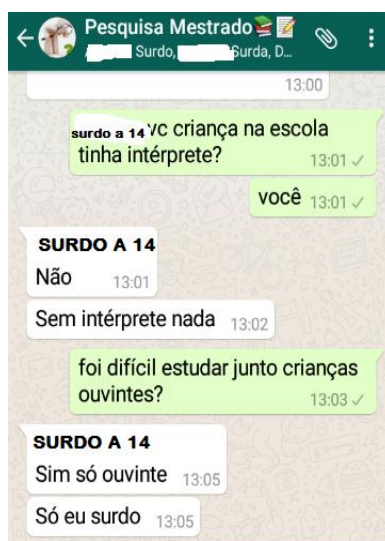 Pesquisa Mestrado
Surdo, Surda, D...
13:00
surdo a 14 vc criança na escola
tinha intérprete?
13:01
você 13:01
SURDO A 14
Não 13:01
Sem intérprete nada 13:02
foi difícil estudar junto crianças
ouvintes?
13:03
SURDO A 14
Sim só ouvinte 13:05
Só eu surdo 13:05